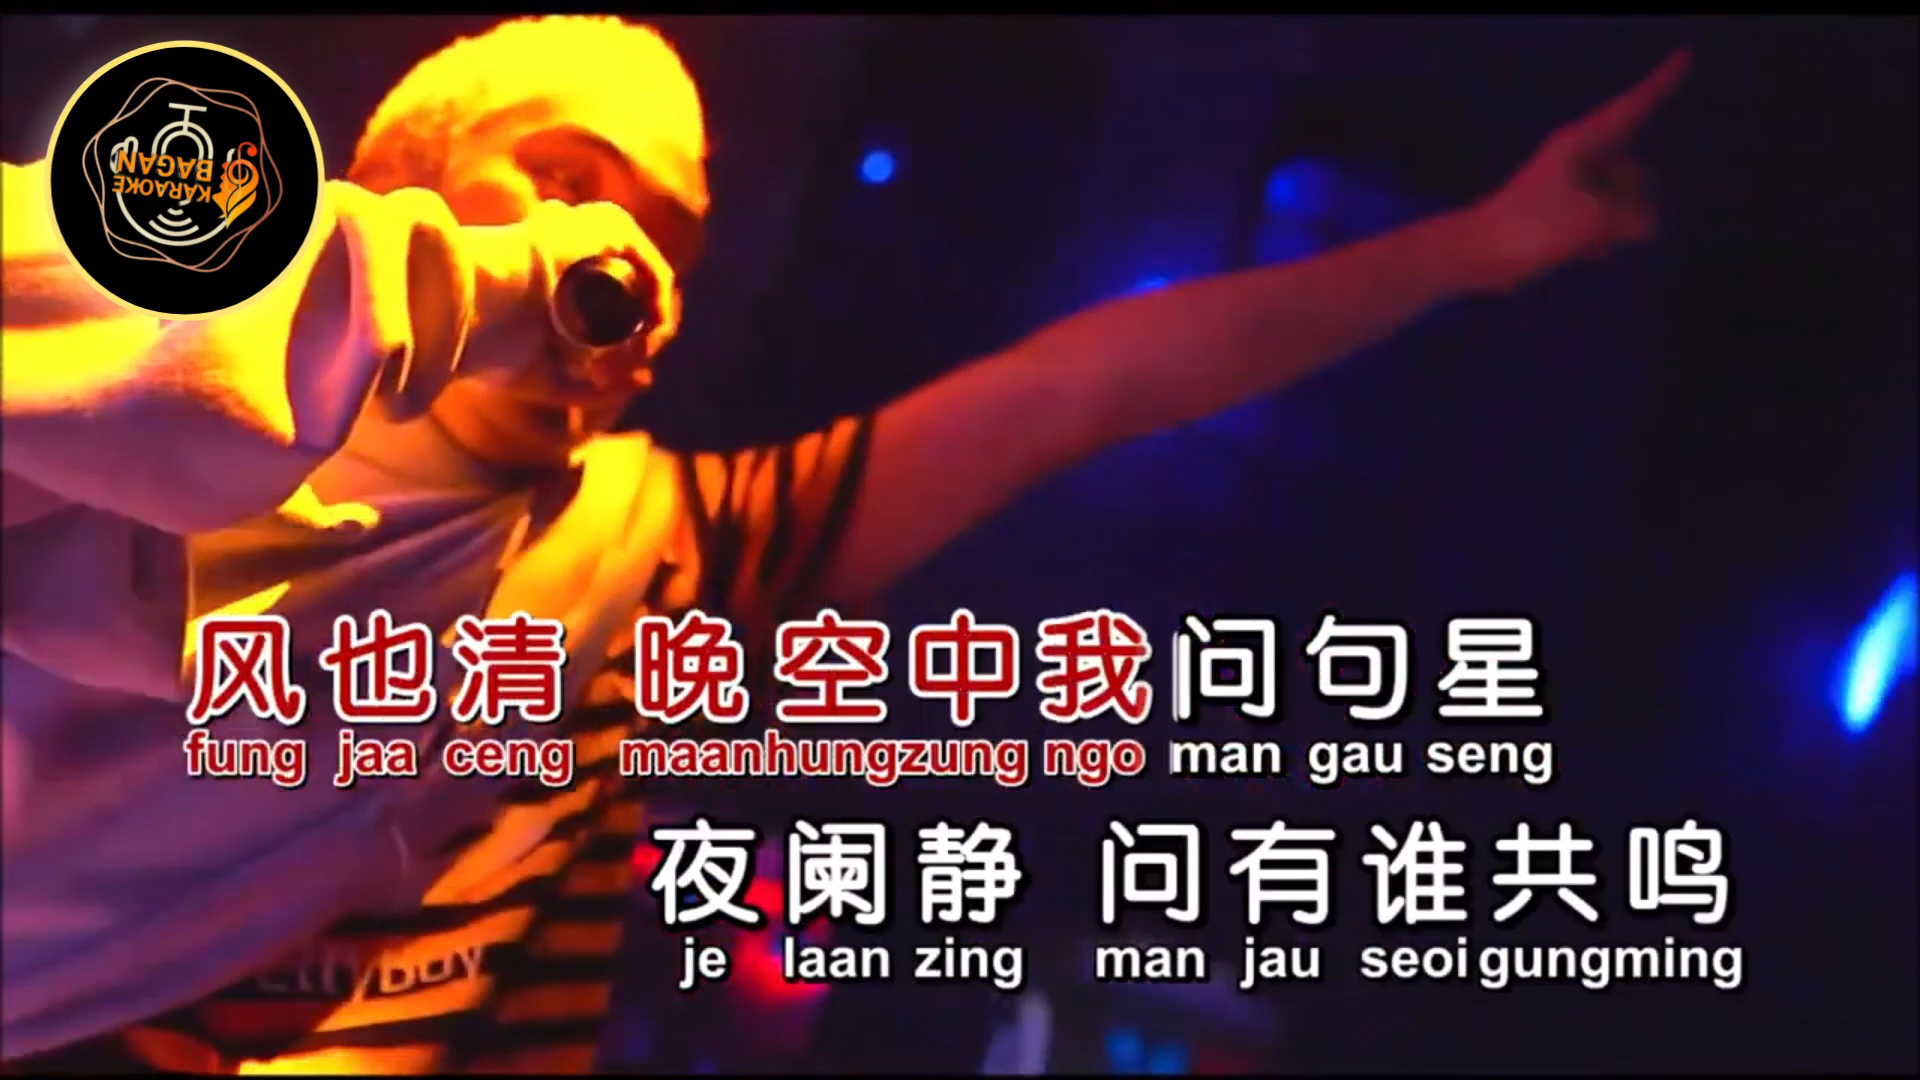 KARAOKE
BAGAN
风也清 晚空中我问句星
fung jaa ceng maanhungzung ngo man gau seng
夜阑静 问有谁共鸣
je laan zing man jau seoi gungming